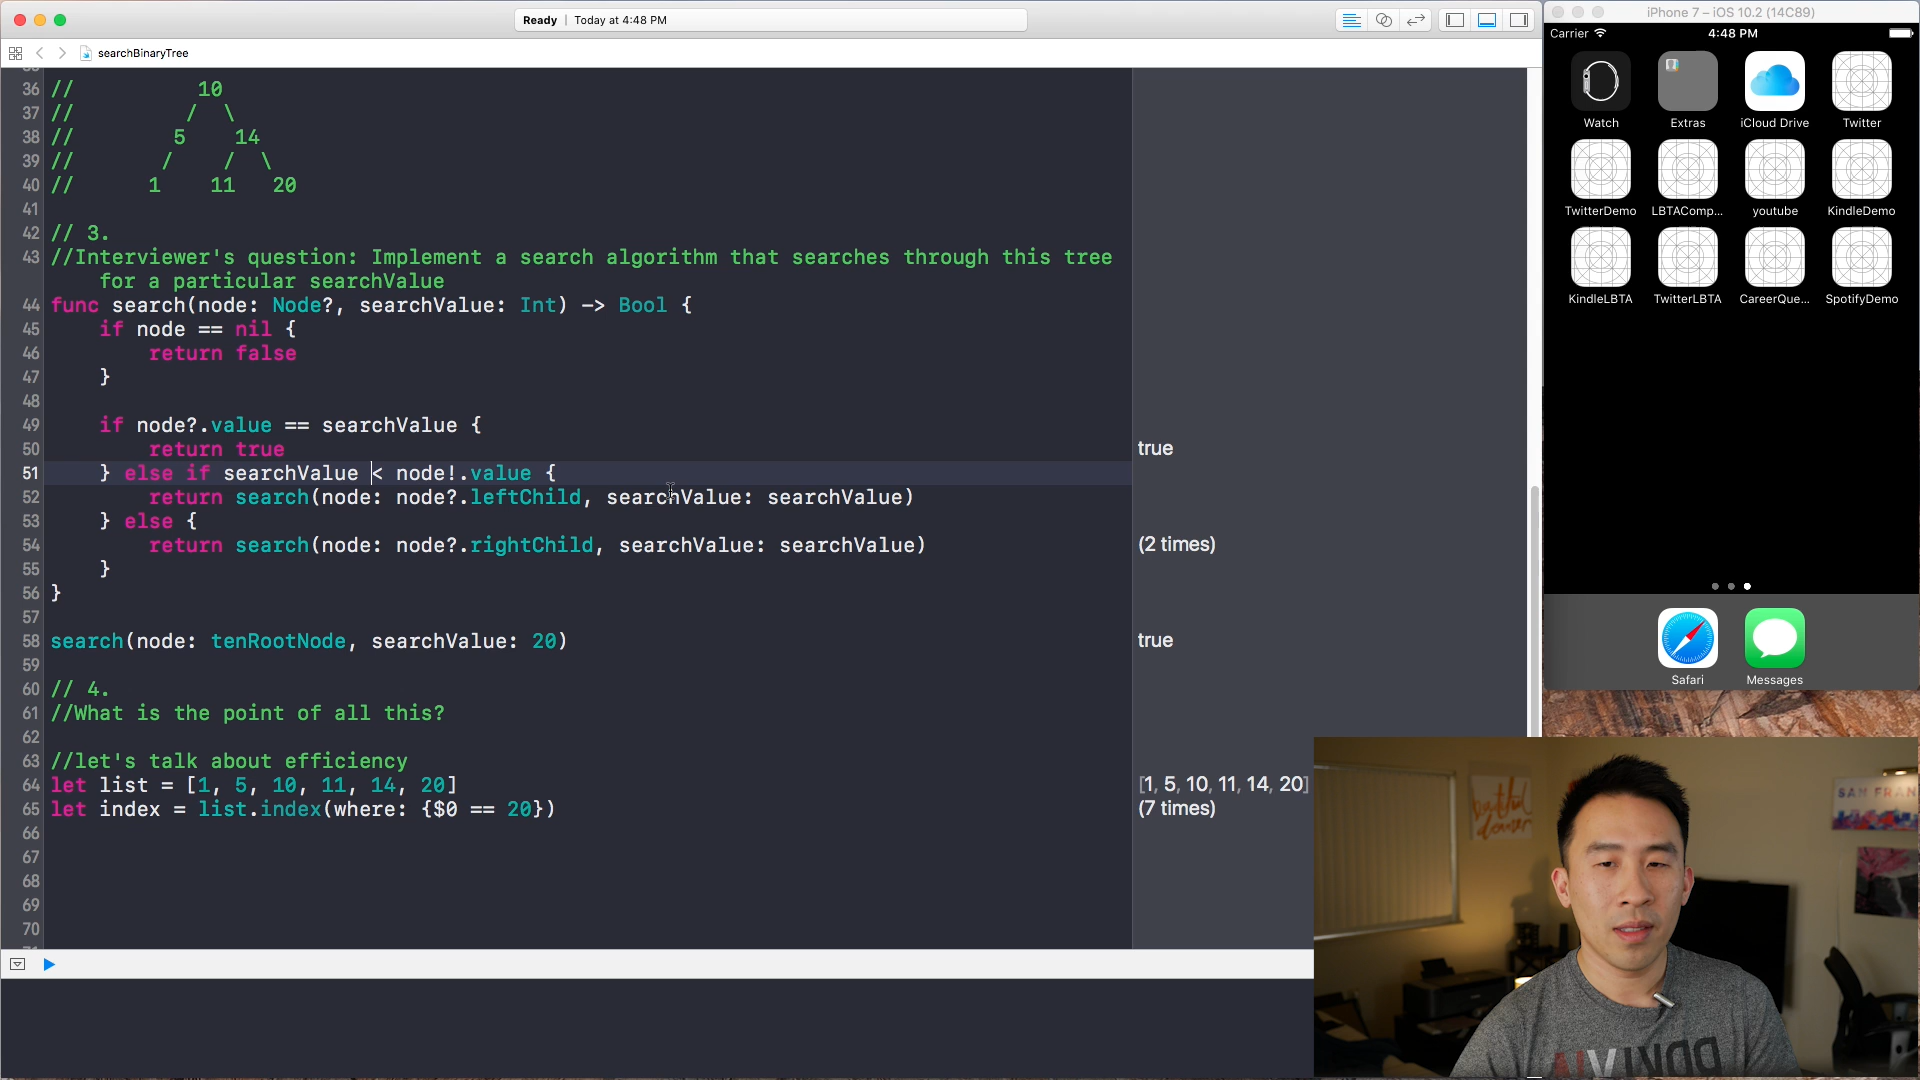 Ready | Today at 4:48 PM
searchBinaryTree
36 // 10
37 // / \
38 // 5 14
39 // / / \
40 // 1 11 20
41
42 // 3.
43 //Interviewer's question: Implement a search algorithm that searches through this tree
for a particular searchValue
44 func search(node: Node?, searchValue: Int) -> Bool {
45 if node == nil {
46 return false
47 }
48
49 if node?.value == searchValue {
50 return true
true
51 } else if searchValue < node!.value {
52 return search(node: node?.leftChild, searchValue: searchValue)
53 } else {
54 return search(node: node?.rightChild, searchValue: searchValue)
(2 times)
55 }
56 }
57
58 search(node: tenRootNode, searchValue: 20)
true
59
60 // 4.
61 //What is the point of all this?
62
63 //let's talk about efficiency
64 let list = [1, 5, 10, 11, 14, 20]
[1, 5, 10, 11, 14, 20]
65 let index = list.index(where: {$0 == 20})
(7 times)
66
67
68
69
70
iPhone 7 – iOS 10.2 (14C89)
Carrier 4:48 PM
Watch Extras iCloud Drive Twitter
TwitterDemo LBTAComp... youtube KindleDemo
KindleLBTA TwitterLBTA CareerQue... SpotifyDemo
Safari Messages
beautiful
SAN FRAN